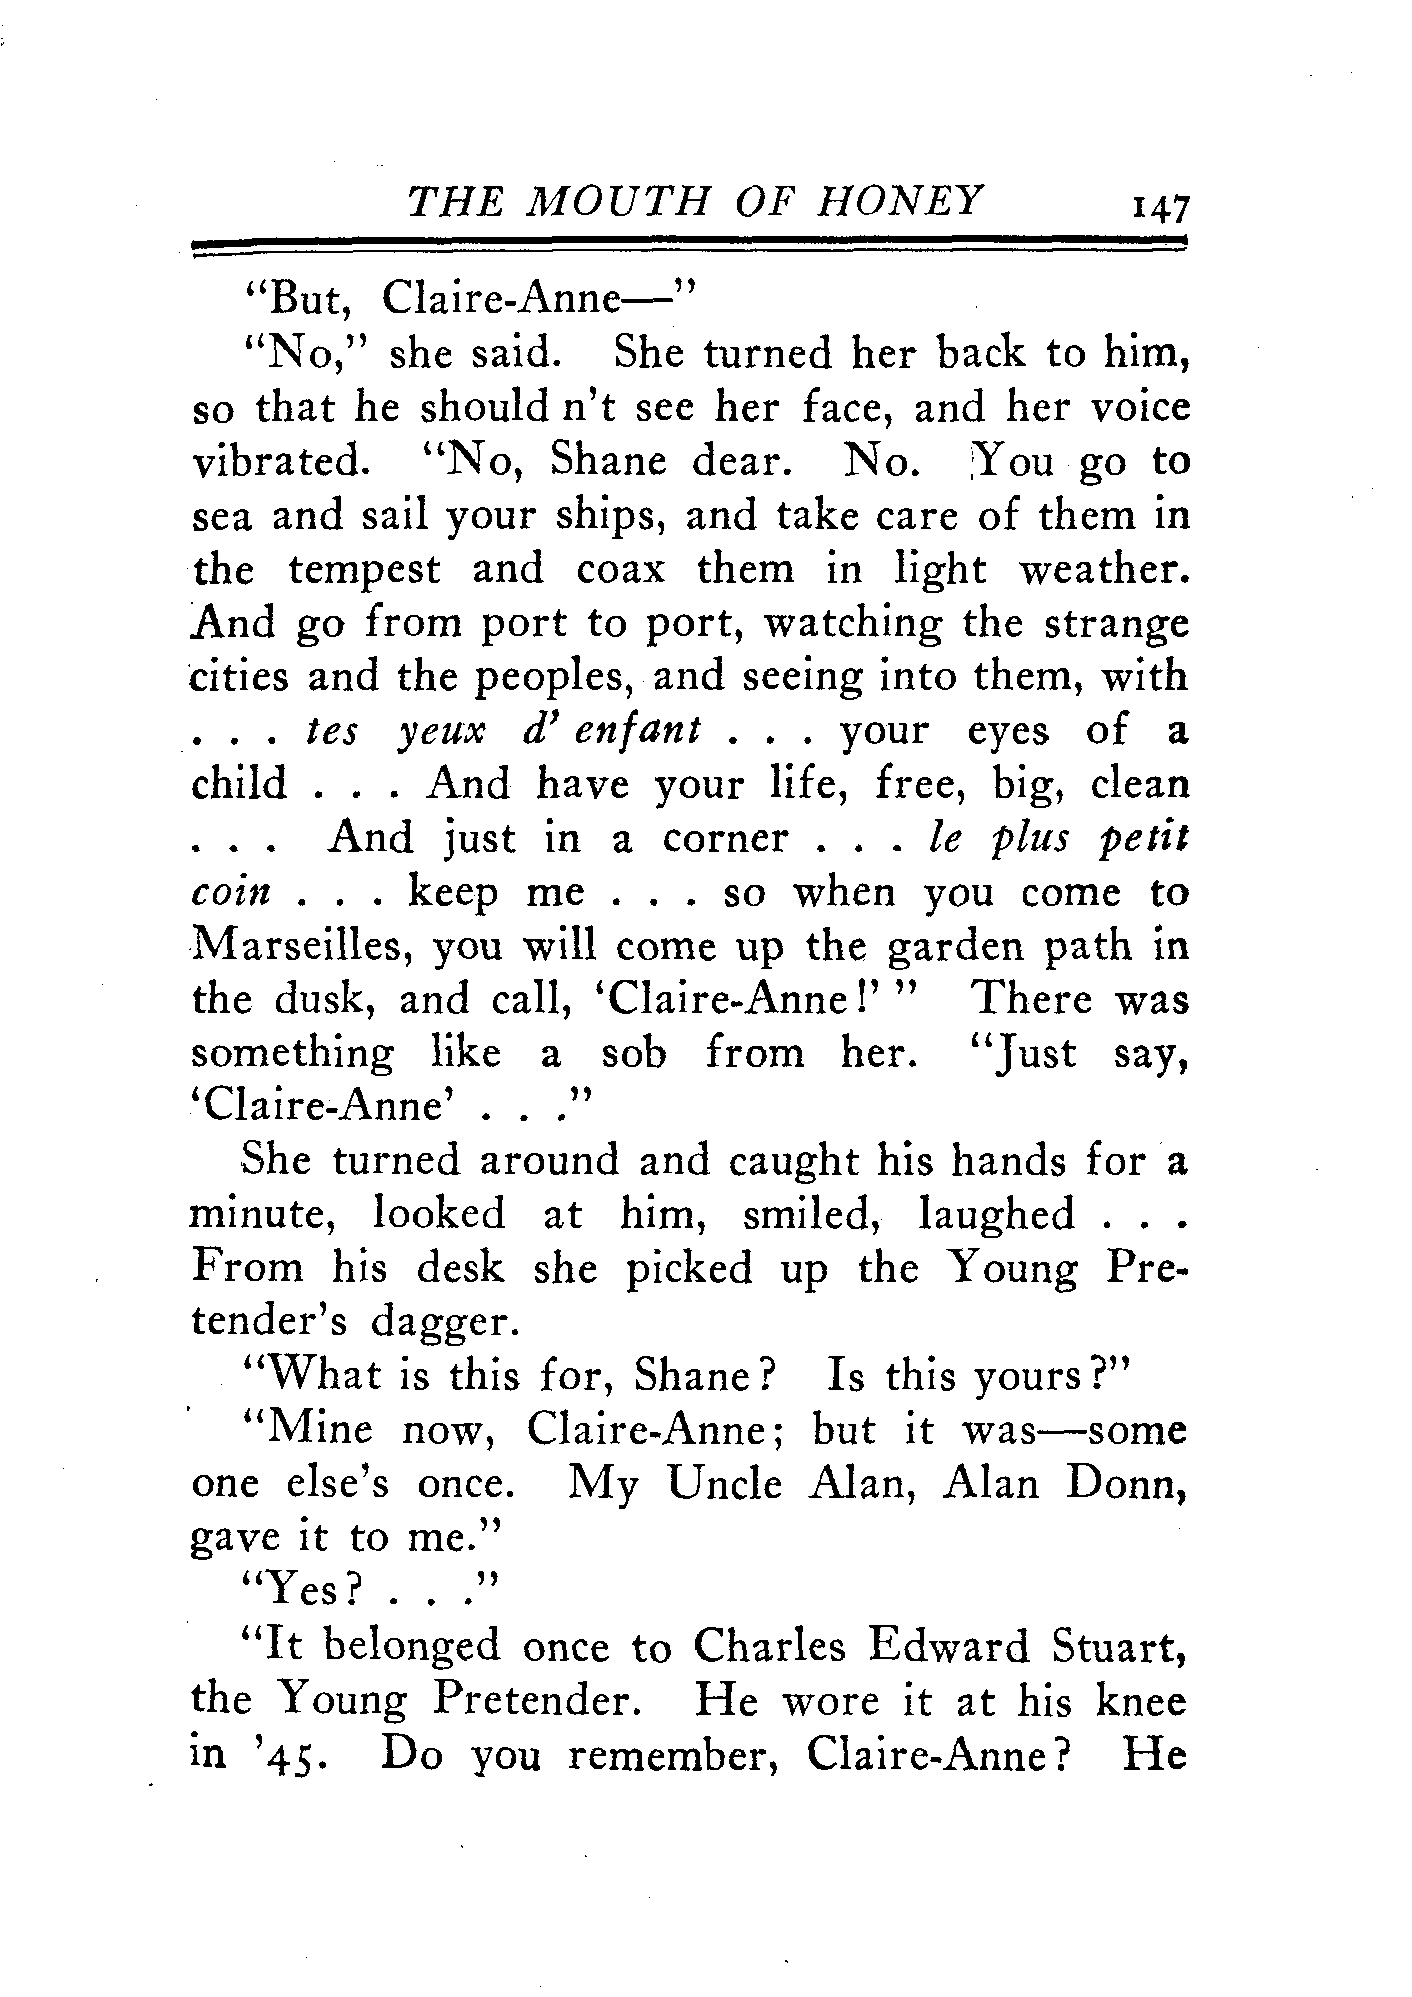 THE MOUTH OF HONEY 147
"But, Claire-Anne—"
"No," she said. She turned her back to him,
so that he should n't see her face, and her voice
vibrated. "No, Shane dear. No. You go to
sea and sail your ships, and take care of them in
the tempest and coax them in light weather.
And go from port to port, watching the strange
cities and the peoples, and seeing into them, with
. . . tes yeux d' enfant . . . your eyes of a
child . . . And have your life, free, big, clean
. . . And just in a corner . . . le plus petit
coin . . . keep me . . . so when you come to
Marseilles, you will come up the garden path in
the dusk, and call, 'Claire-Anne!' " There was
something like a sob from her. "Just say,
'Claire-Anne' . . ."
She turned around and caught his hands for a
minute, looked at him, smiled, laughed . . .
From his desk she picked up the Young Pre-
tender's dagger.
"What is this for, Shane? Is this yours?"
"Mine now, Claire-Anne; but it was—some
one else's once. My Uncle Alan, Alan Donn,
gave it to me."
"Yes? . . ."
"It belonged once to Charles Edward Stuart,
the Young Pretender. He wore it at his knee
in '45. Do you remember, Claire-Anne? He